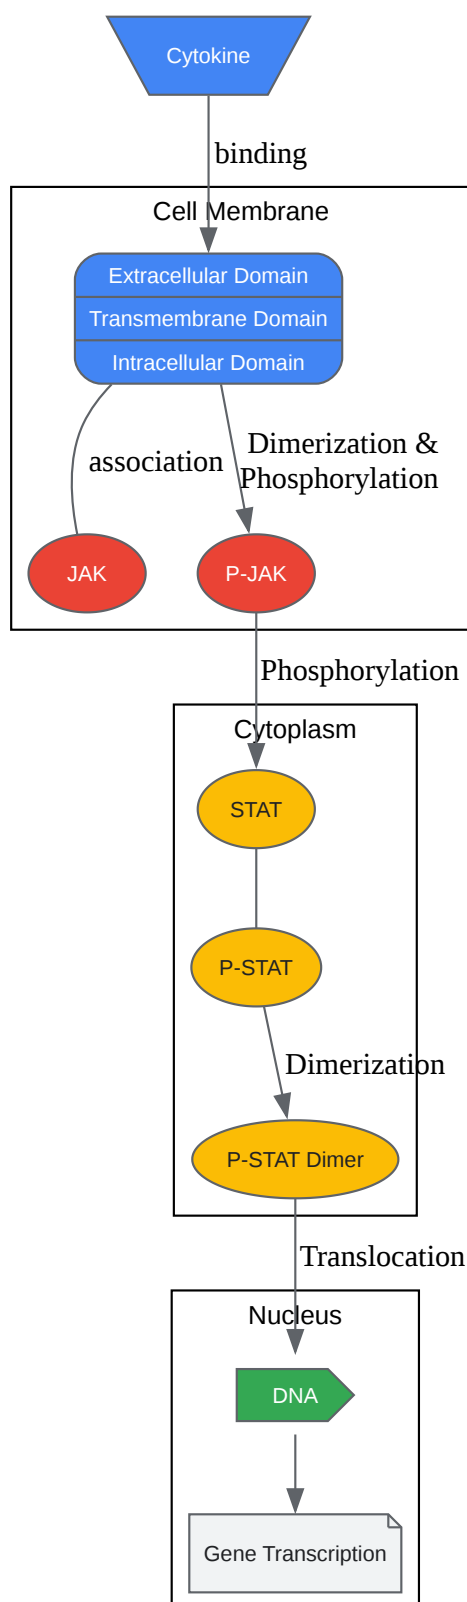 Cytokine
binding
Cell Membrane
Extracellular Domain
Transmembrane Domain
Intracellular Domain
association
Dimerization &
Phosphorylation
JAK
P-JAK
Phosphorylation
Cytoplasm
STAT
P-STAT
Dimerization
P-STAT Dimer
Translocation
Nucleus
DNA
Gene Transcription